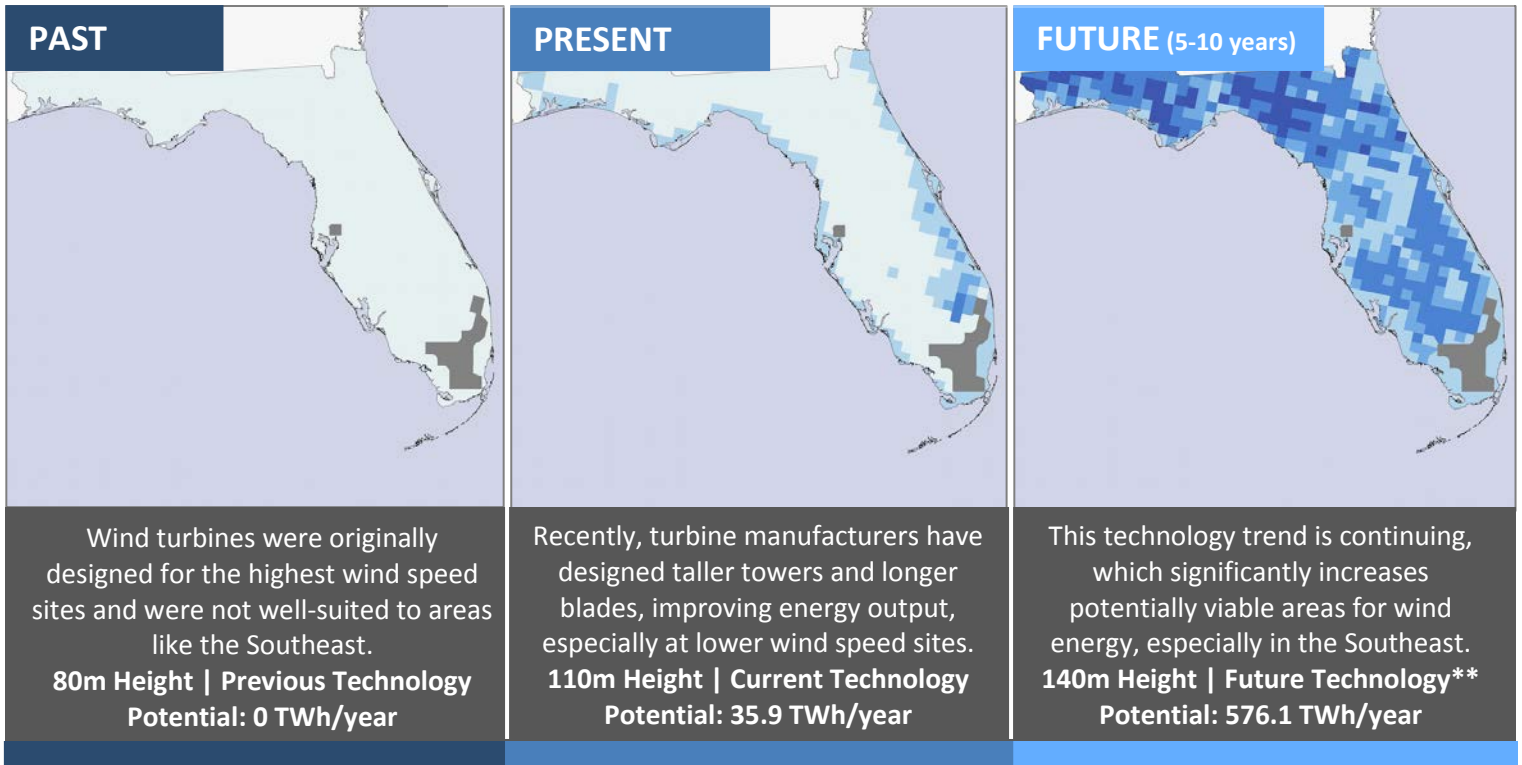 PAST
Wind turbines were originally
designed for the highest wind speed
sites and were not well-suited to areas
like the Southeast.
80m Height | Previous Technology
Potential: 0 TWh/year
PRESENT
Recently, turbine manufacturers have
designed taller towers and longer
blades, improving energy output,
especially at lower wind speed sites.
110m Height | Current Technology
Potential: 35.9 TWh/year
FUTURE (5-10 years)
This technology trend is continuing,
which significantly increases
potentially viable areas for wind
energy, especially in the Southeast.
140m Height | Future Technology**
Potential: 576.1 TWh/year